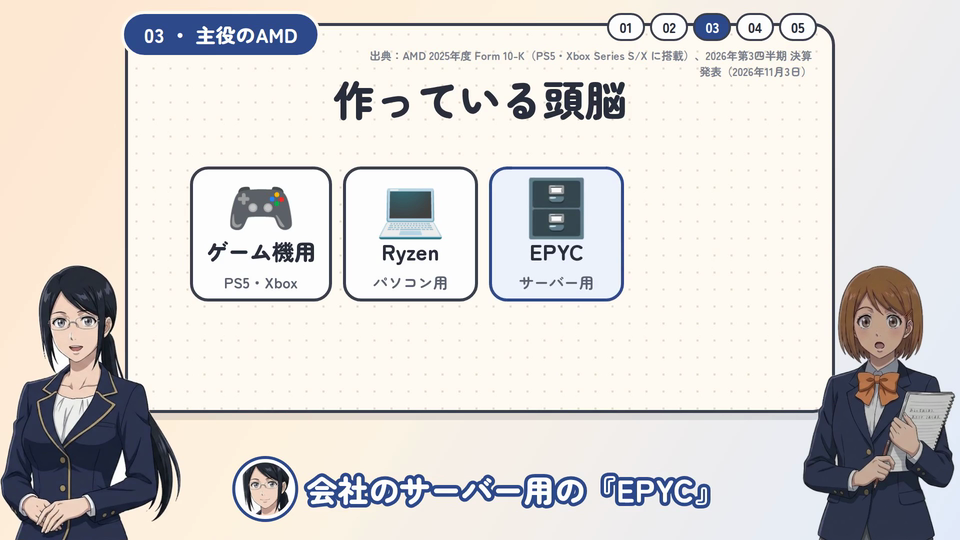 03 ・ 主役のAMD
01 02 03 04 05
出典：AMD 2025年度 Form 10-K（PS5・Xbox Series S/X に搭載）、2026年第3四半期 決算
発表（2026年11月3日）
作っている頭脳
ゲーム機用
PS5・Xbox
Ryzen
パソコン用
EPYC
サーバー用
会社のサーバー用の『EPYC』